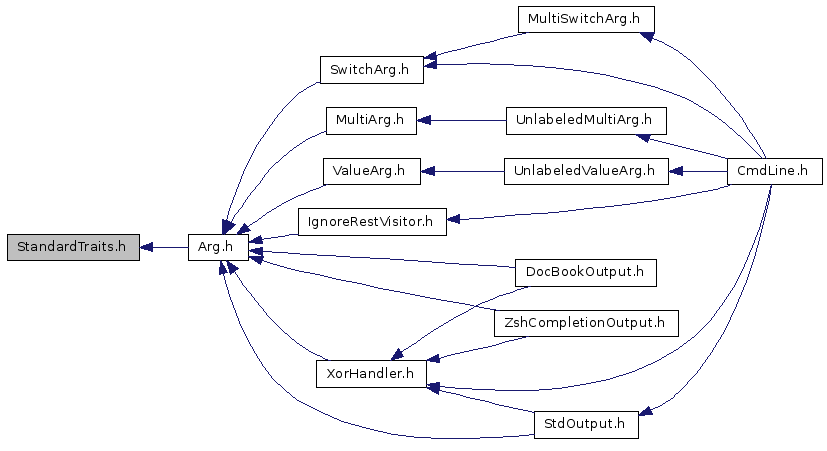 MultiSwitchArg.h
SwitchArg.h
MultiArg.h
UnlabeledMultiArg.h
ValueArg.h
UnlabeledValueArg.h
CmdLine.h
IgnoreRestVisitor.h
StandardTraits.h
Arg.h
DocBookOutput.h
ZshCompletionOutput.h
XorHandler.h
StdOutput.h